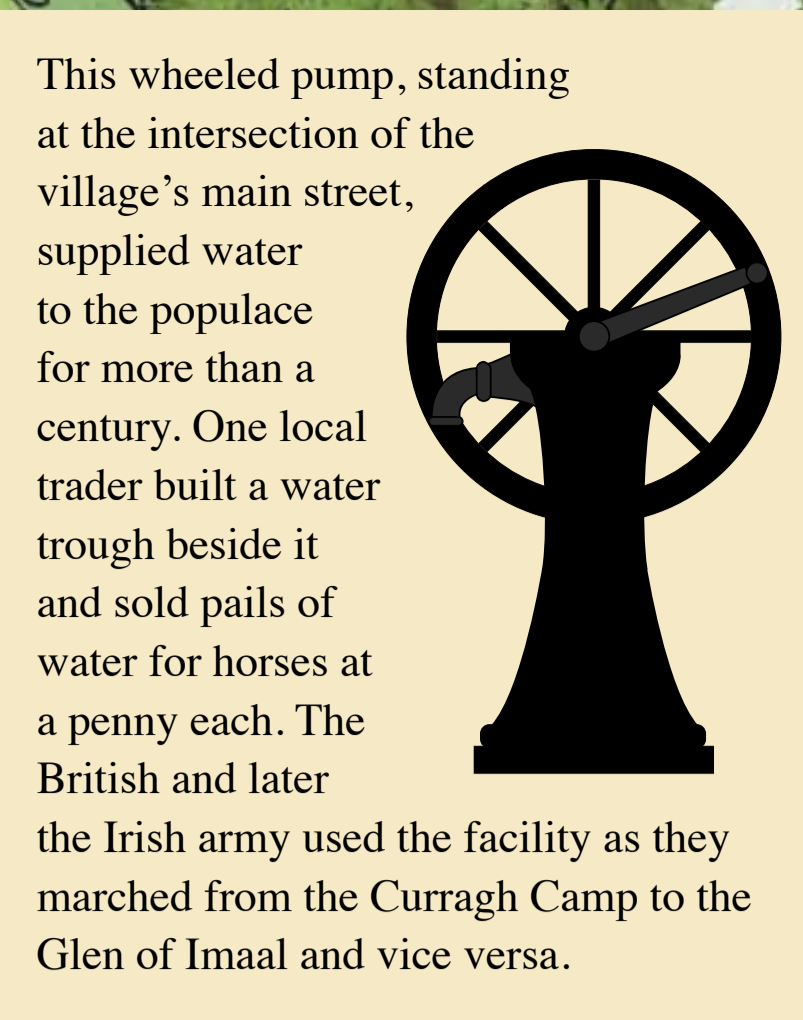 This wheeled pump, standing
at the intersection of the
village’s main street,
supplied water
to the populace
for more than a
century. One local
trader built a water
trough beside it
and sold pails of
water for horses at
a penny each. The
British and later
the Irish army used the facility as they
marched from the Curragh Camp to the
Glen of Imaal and vice versa.